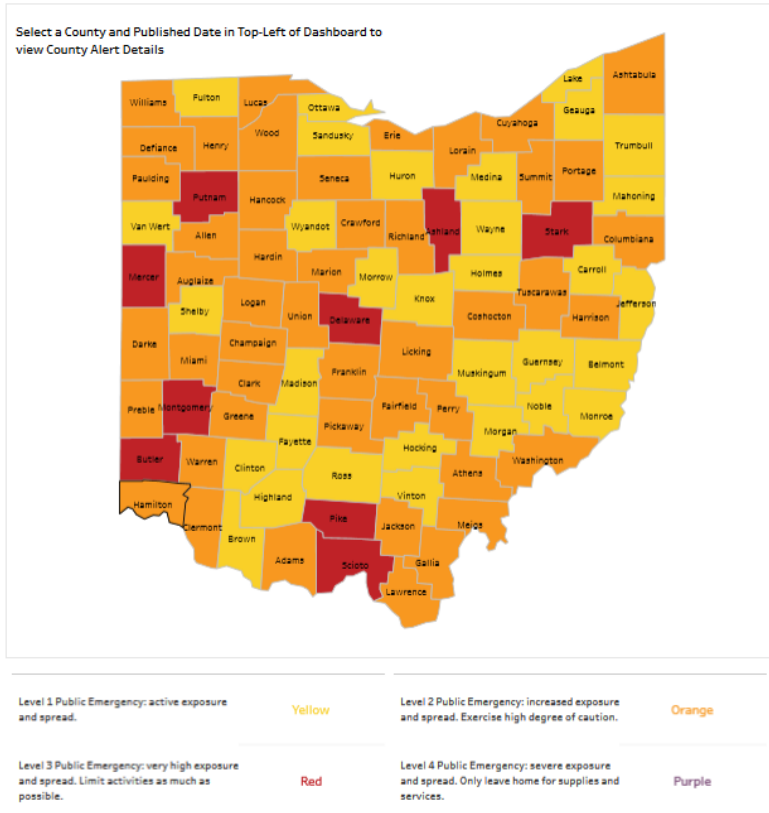 Select a County and Published Date in Top-Left of Dashboard to
view County Alert Details
Ashtabula
Lake
Williams
Fulton
Lucas
Ottawa
Geauga
Cuyahoga
Wood
Sandusky
Erie
Defiance
Henry
Lorain
Trumbull
Paulding
Seneca
Huron
Medina
Summit
Portage
Putnam
Hancock
Mahoning
Van Wert
Allen
Wyandot
Crawford
Richland
Ashland
Wayne
Stark
Columbiana
Hardin
Mercer
Auglaize
Marion
Morrow
Holmes
Carroll
Knox
Tuscarawas
Jefferson
Shelby
Logan
Union
Delaware
Coshocton
Harrison
Darke
Champaign
Licking
Miami
Guernsey
Belmont
Franklin
Muskingum
Clark
Madison
Preble
Montgomery
Greene
Fairfield
Perry
Noble
Monroe
Pickaway
Morgan
Fayette
Hocking
Butler
Warren
Clinton
Ross
Athens
Washington
Hamilton
Highland
Vinton
Clermont
Pike
Jackson
Meigs
Brown
Adams
Scioto
Gallia
Lawrence
Level 1 Public Emergency: active exposure
and spread.
Yellow
Level 2 Public Emergency: increased exposure
and spread. Exercise high degree of caution.
Orange
Level 3 Public Emergency: very high exposure
and spread. Limit activities as much as
possible.
Red
Level 4 Public Emergency: severe exposure
and spread. Only leave home for supplies and
services.
Purple